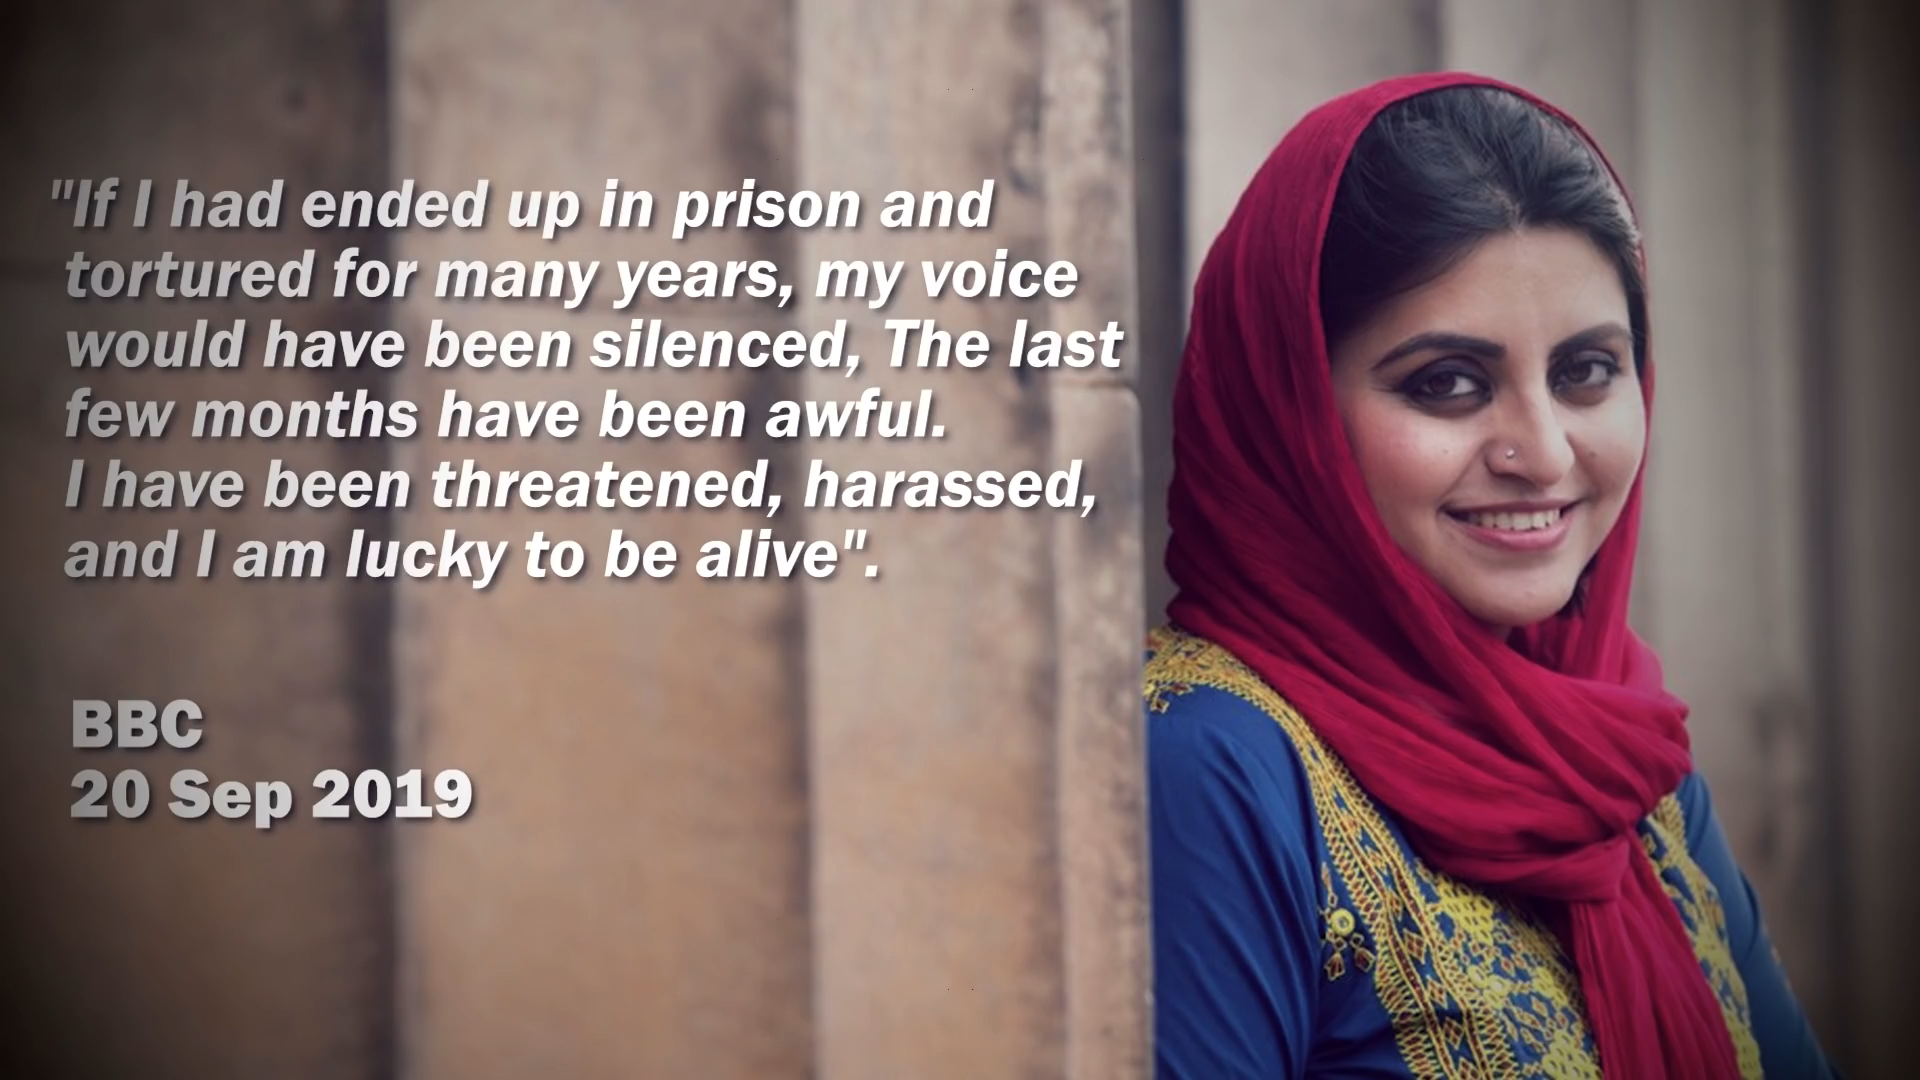 "If I had ended up in prison and
tortured for many years, my voice
would have been silenced, The last
few months have been awful.
I have been threatened, harassed,
and I am lucky to be alive".
BBC
20 Sep 2019